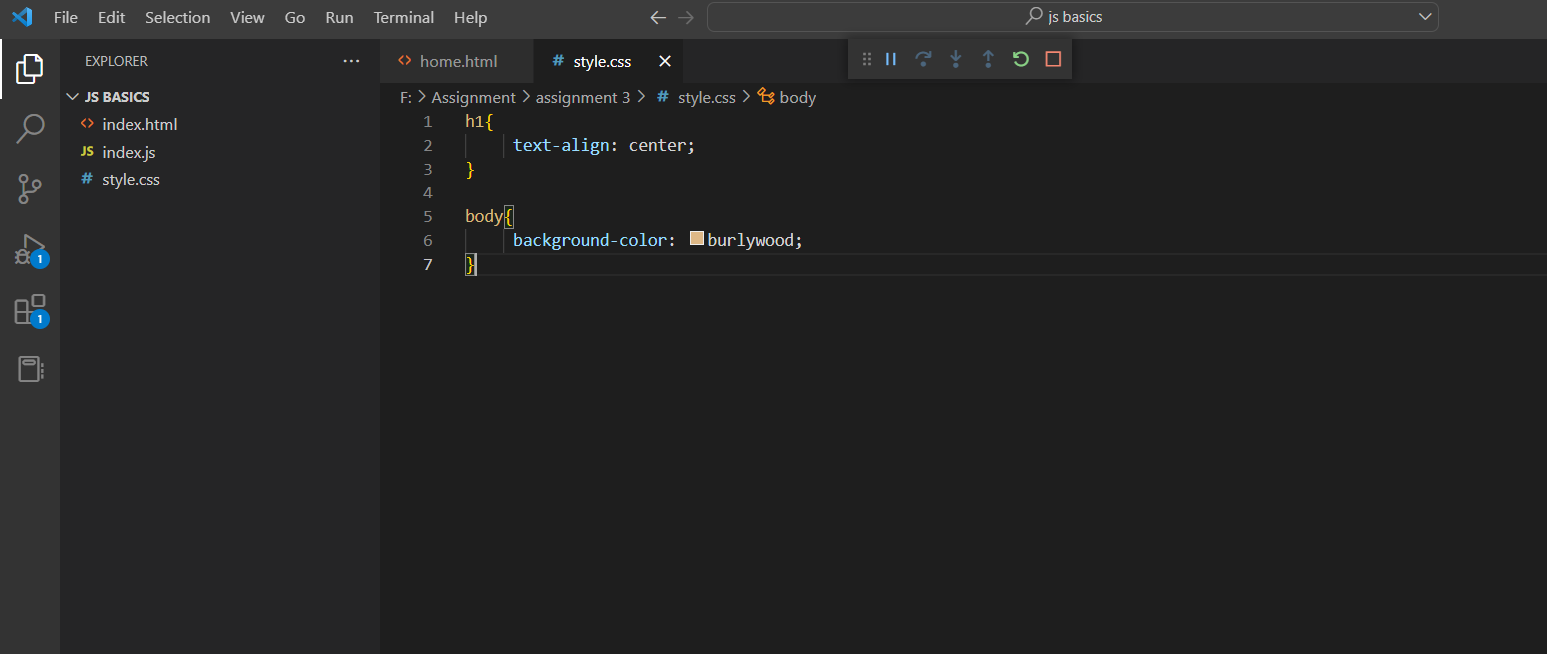 File Edit Selection View Go Run Terminal Help
js basics
EXPLORER
JS BASICS
index.html
JS index.js
# style.css
1
1
<> home.html
# style.css
F: > Assignment > assignment 3 > # style.css > body
1 h1{
2 text-align: center;
3 }
4
5 body{
6 background-color: burlywood;
7 }